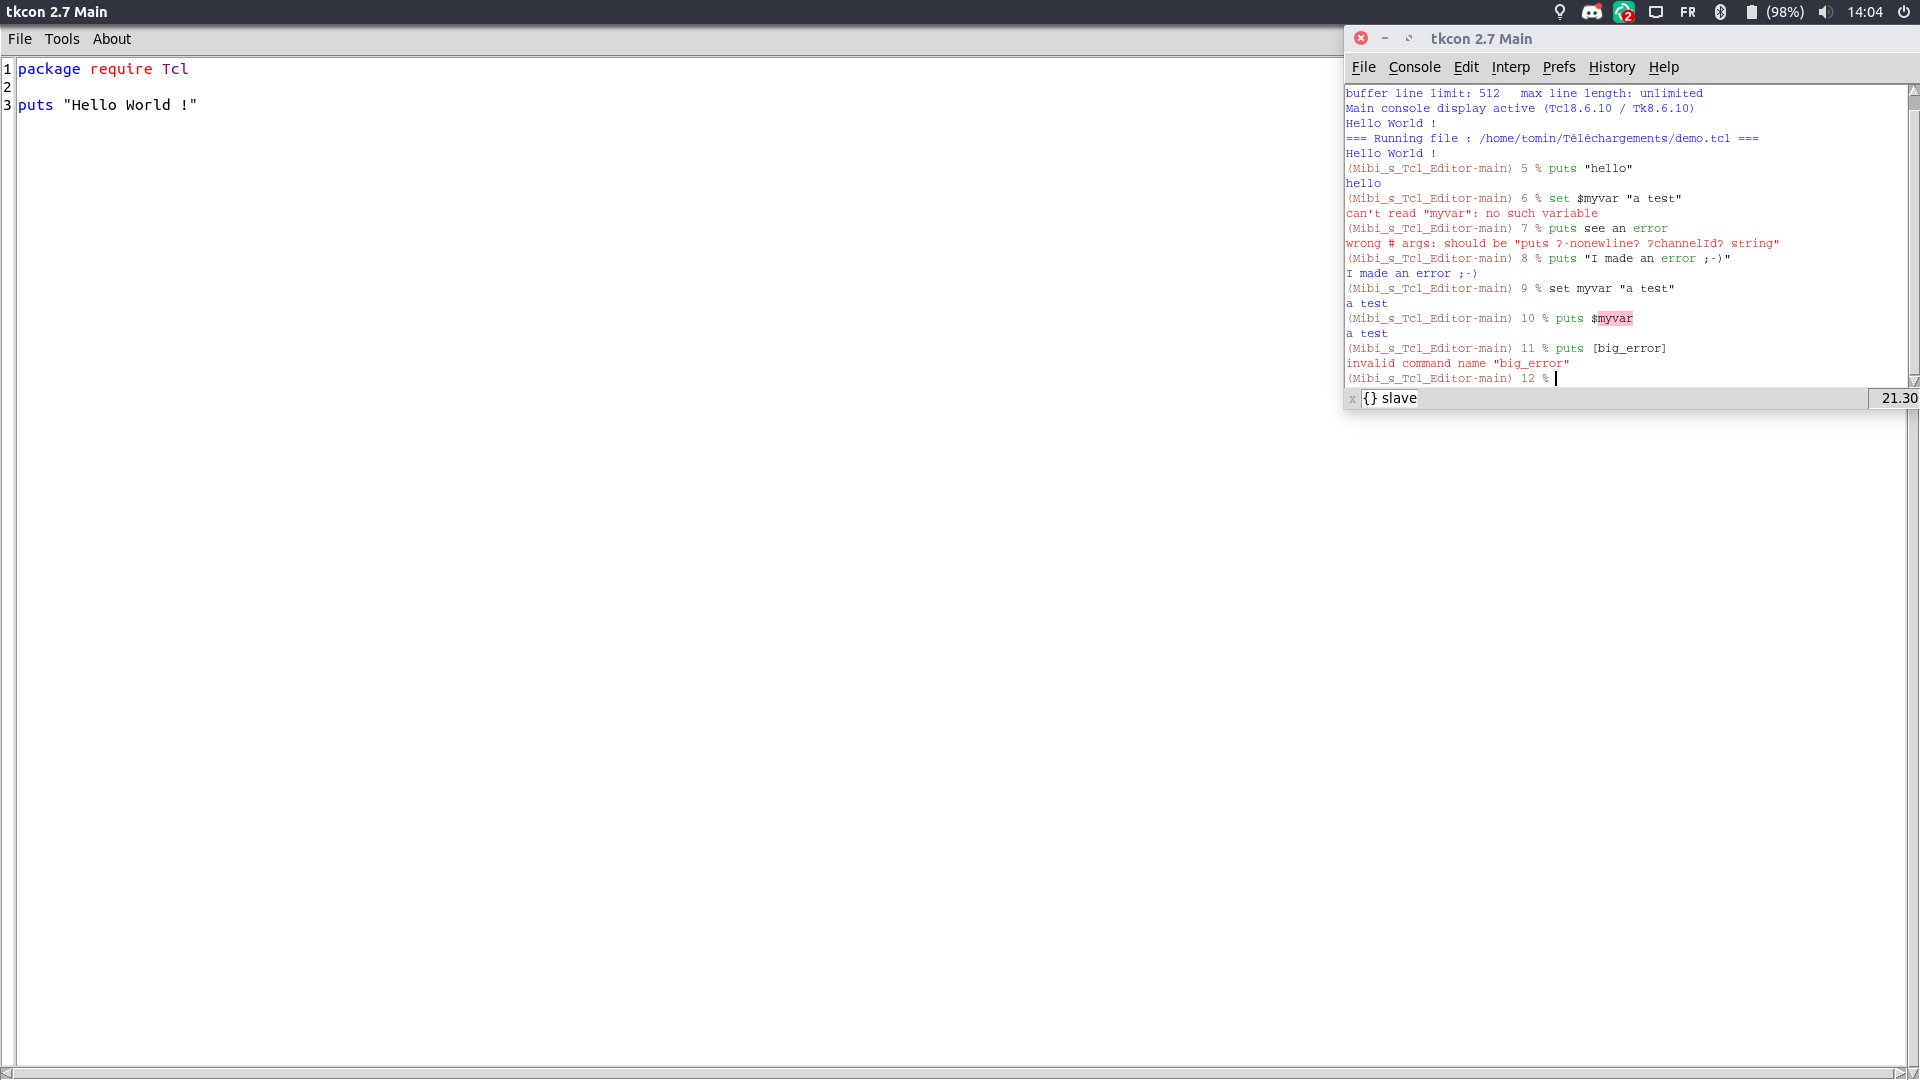 tkcon 2.7 Main
2
FR
(98%)
14:04
File Tools About
1 package require Tcl
2
3 puts "Hello World !"
tkcon 2.7 Main
File Console Edit Interp Prefs History Help
buffer line limit: 512   max line length: unlimited
Main console display active (Tcl8.6.10 / Tk8.6.10)
Hello World !
=== Running file : /home/tomin/Téléchargements/demo.tcl ===
Hello World !
(Mibi_s_Tcl_Editor-main) 5 % puts "hello"
hello
(Mibi_s_Tcl_Editor-main) 6 % set $myvar "a test"
can't read "myvar": no such variable
(Mibi_s_Tcl_Editor-main) 7 % puts see an error
wrong # args: should be "puts ?-nonewline? ?channelId? string"
(Mibi_s_Tcl_Editor-main) 8 % puts "I made an error ;-)"
I made an error ;-)
(Mibi_s_Tcl_Editor-main) 9 % set myvar "a test"
a test
(Mibi_s_Tcl_Editor-main) 10 % puts $myvar
a test
(Mibi_s_Tcl_Editor-main) 11 % puts [big_error]
invalid command name "big_error"
(Mibi_s_Tcl_Editor-main) 12 %
x {} slave
21.30